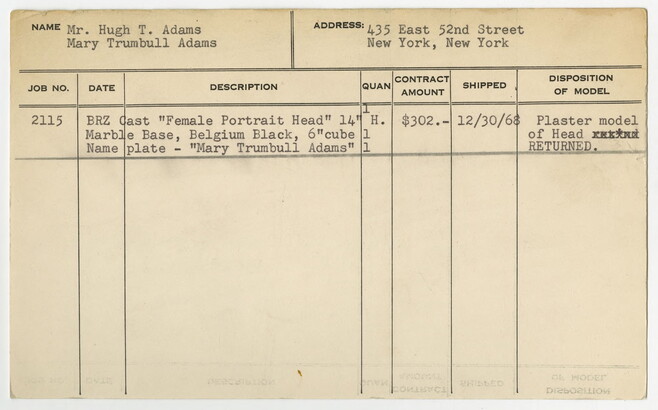 NAME Mr. Hugh T. Adams
Mary Trumbull Adams
ADDRESS: 435 East 52nd Street
New York, New York
JOB NO. DATE DESCRIPTION QUAN CONTRACT AMOUNT SHIPPED DISPOSITION OF MODEL
1
2115 BRZ Cast "Female Portrait Head" 14" H. $302.- 12/30/68 Plaster model
Marble Base, Belgium Black, 6"cube 1 of Head
Name plate - "Mary Trumbull Adams" 1 RETURNED.